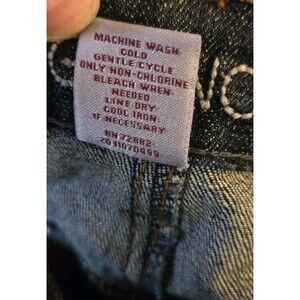 MACHINE WASH
COLD
GENTLE CYCLE
ONLY NON-CHLORINE
BLEACH WHEN
NEEDED
LINE DRY
COOL IRON
IF NECESSARY
RN 72882